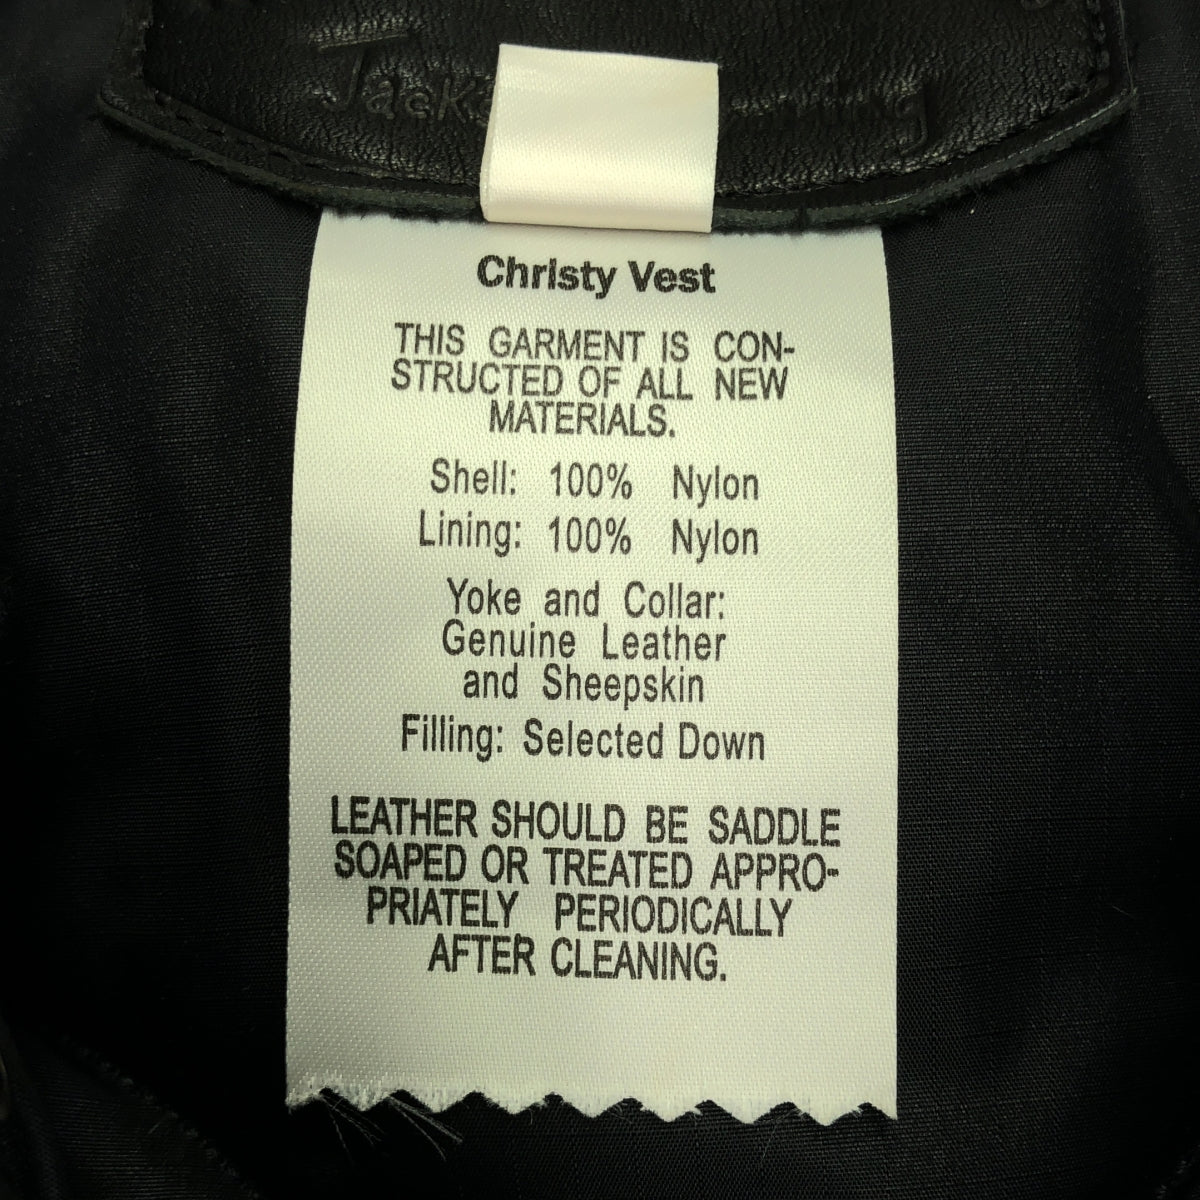 Christy Vest
THIS GARMENT IS CON-
STRUCTED OF ALL NEW
MATERIALS.
Shell: 100% Nylon
Lining: 100% Nylon
Yoke and Collar:
Genuine Leather
and Sheepskin
Filling: Selected Down
LEATHER SHOULD BE SADDLE
SOAPED OR TREATED APPRO-
PRIATELY PERIODICALLY
AFTER CLEANING.